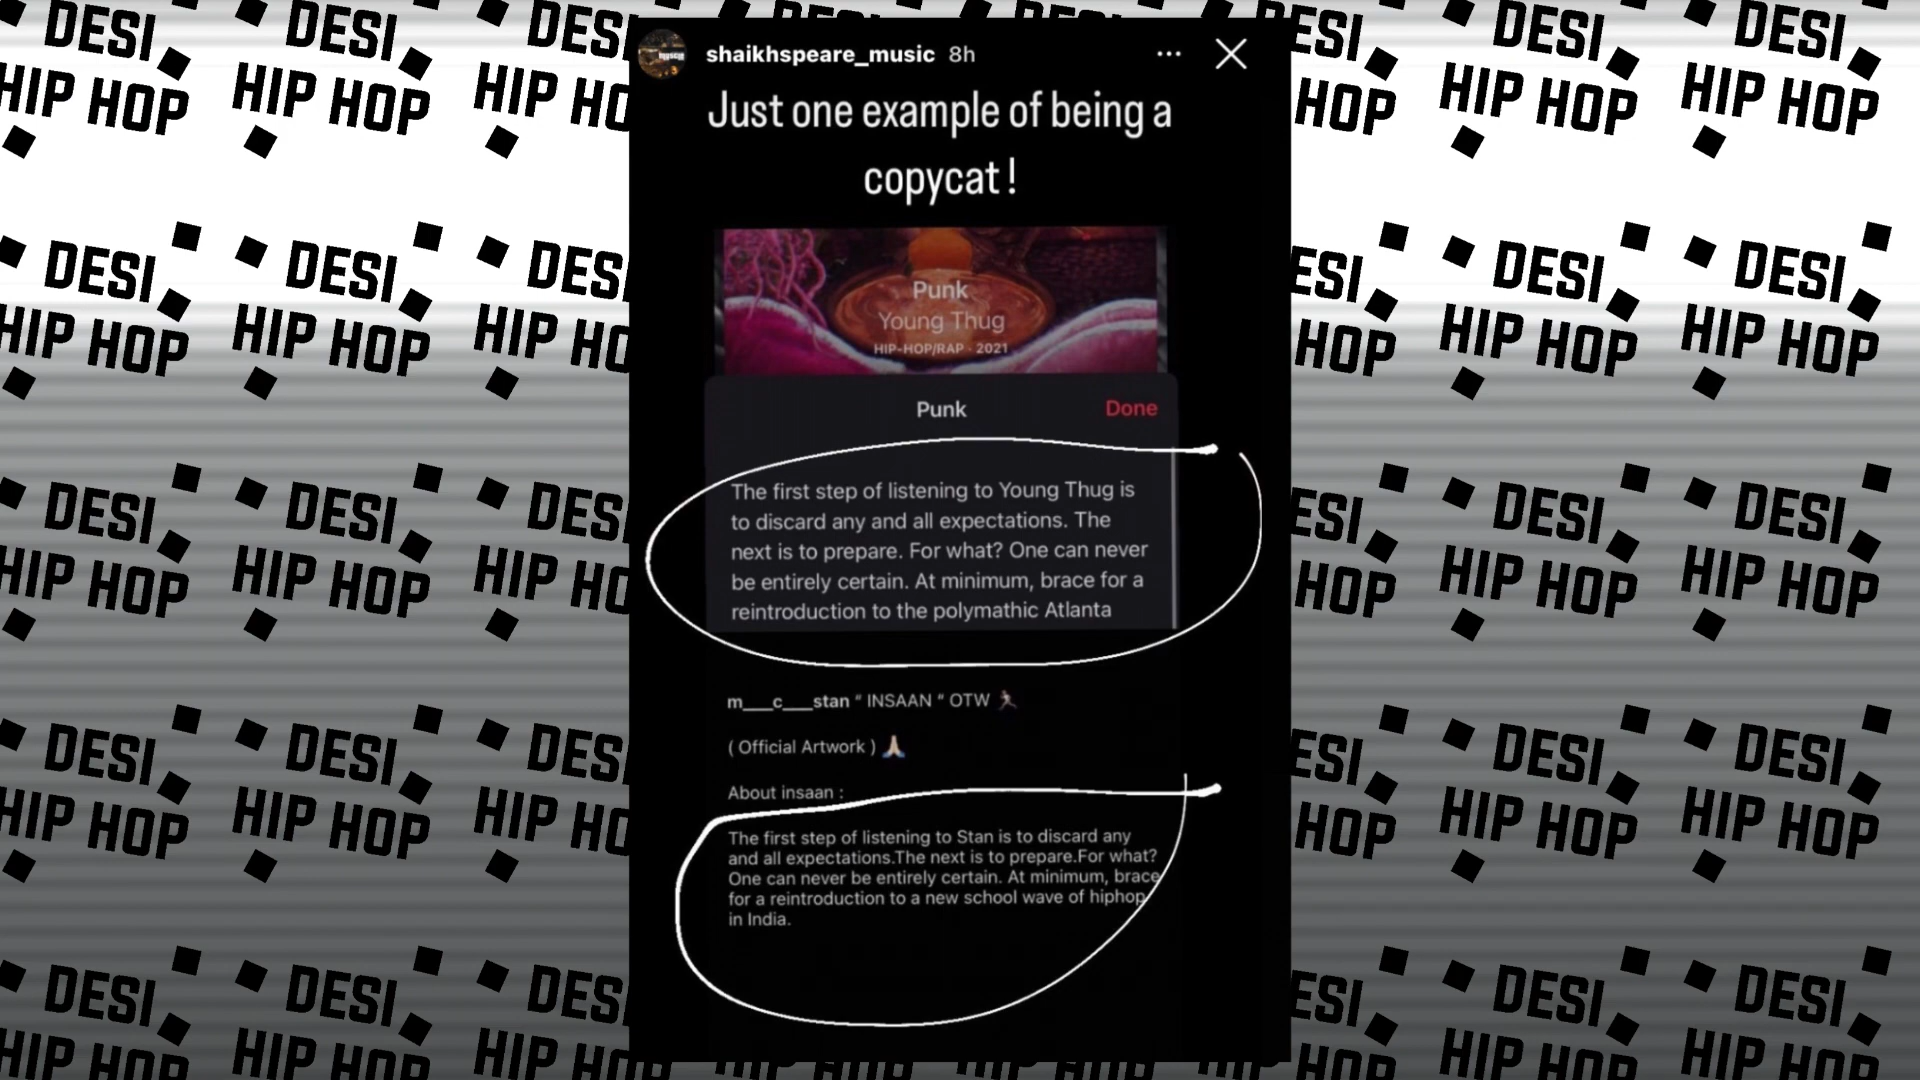 shaikhspeare_music 8h
Just one example of being a
copycat !
Punk
Young Thug
HIP-HOP/RAP · 2021
Punk
Done
The first step of listening to Young Thug is
to discard any and all expectations. The
next is to prepare. For what? One can never
be entirely certain. At minimum, brace for a
reintroduction to the polymathic Atlanta
m___c___stan “ INSAAN “ OTW 🏃🏻
( Official Artwork ) 🙏🏻
About insaan :
The first step of listening to Stan is to discard any
and all expectations.The next is to prepare.For what?
One can never be entirely certain. At minimum, brace
for a reintroduction to a new school wave of hiphop
in India.
DESI HIP HOP